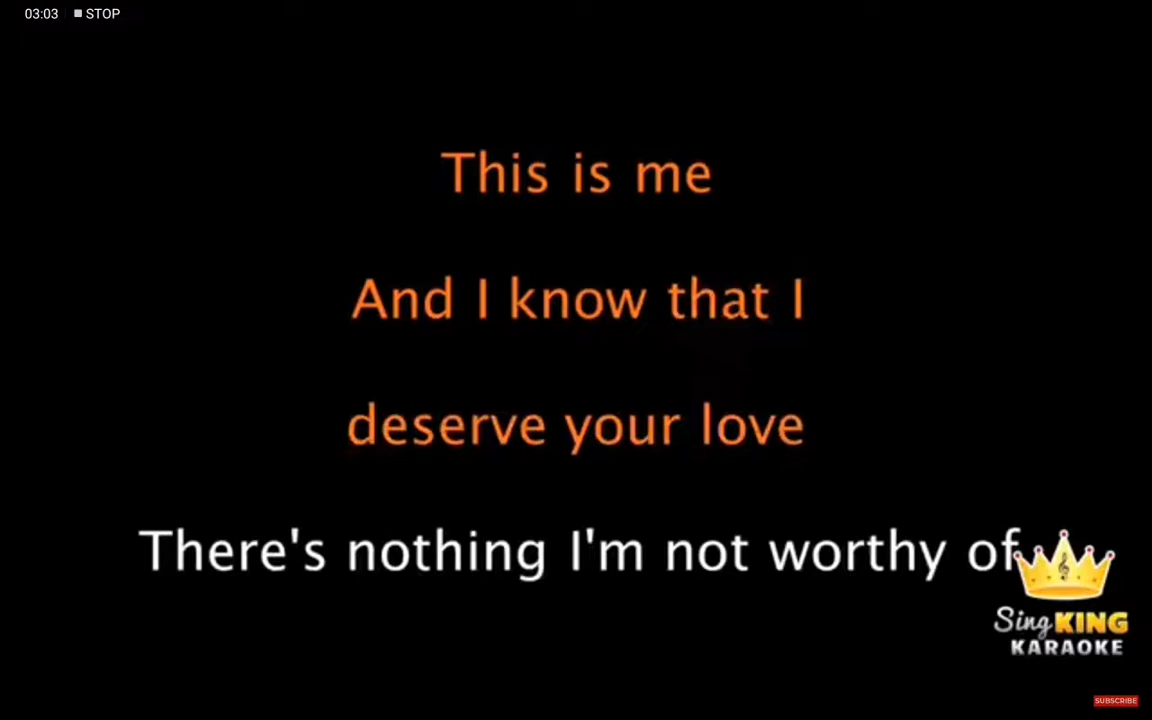 03:03 STOP
This is me
And I know that I
deserve your love
There's nothing I'm not worthy of
Sing KING
KARAOKE
SUBSCRIBE